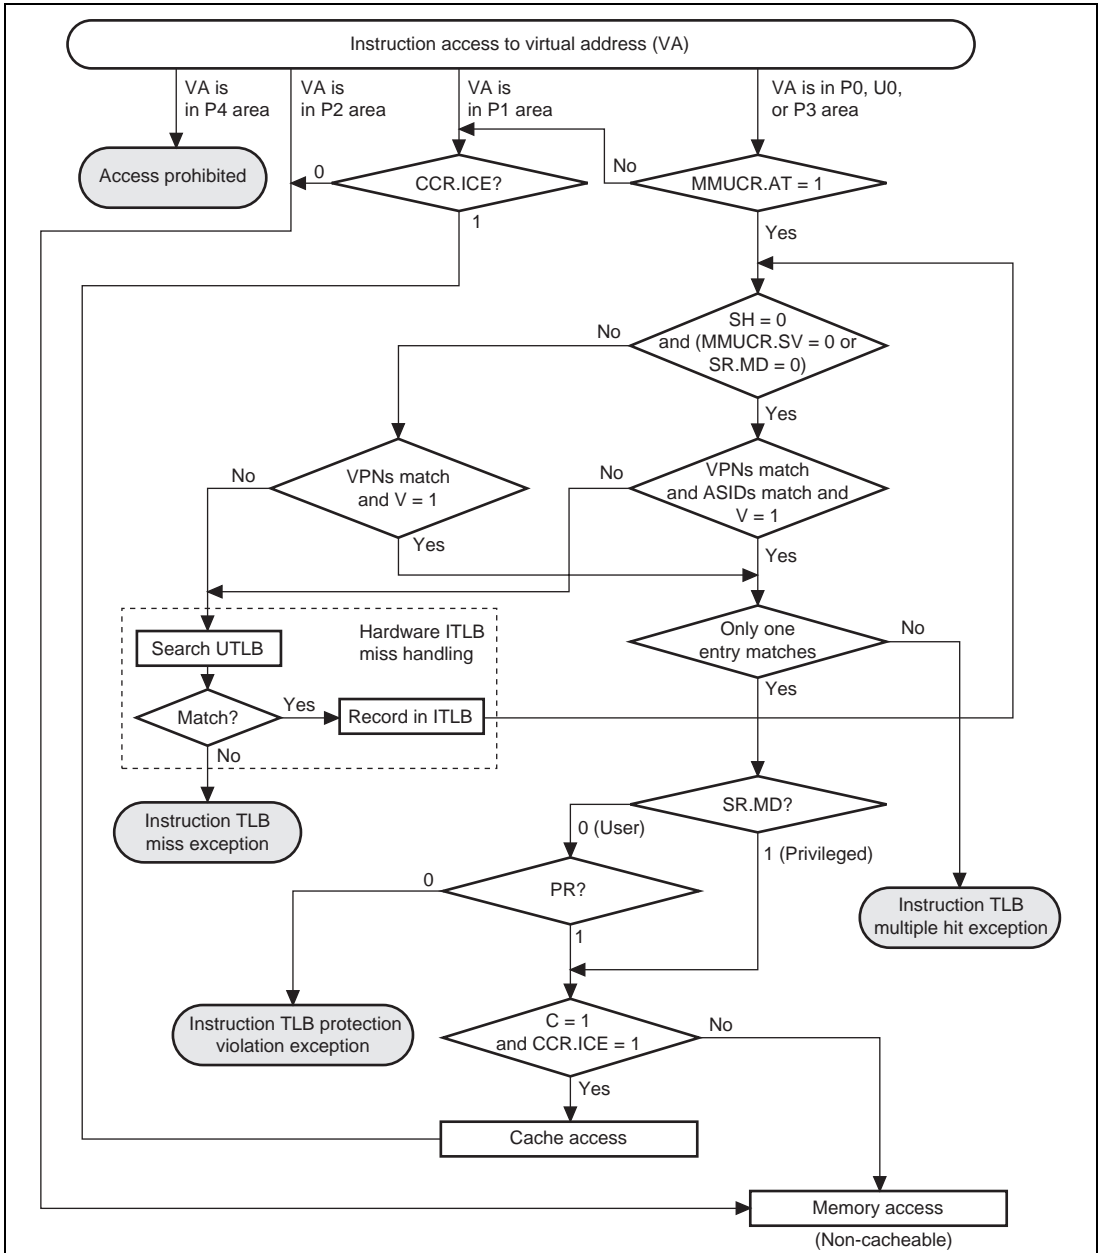 Instruction access to virtual address (VA)
VA is
in P4 area
VA is
in P2 area
VA is
in P1 area
VA is in P0, U0,
or P3 area
Access prohibited
0
CCR.ICE?
1
No
MMUCR.AT = 1
Yes
No
SH = 0
and (MMUCR.SV = 0 or
SR.MD = 0)
Yes
No
VPNs match
and V = 1
Yes
No
VPNs match
and ASIDs match and
V = 1
Yes
Hardware ITLB
miss handling
Search UTLB
Match?
Yes
Record in ITLB
No
Only one
entry matches
No
Yes
Instruction TLB
miss exception
SR.MD?
0 (User)
1 (Privileged)
0
PR?
1
Instruction TLB
multiple hit exception
Instruction TLB protection
violation exception
C = 1
and CCR.ICE = 1
No
Yes
Cache access
Memory access
(Non-cacheable)